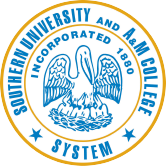 SOUTHERN UNIVERSITY AND A&M COLLEGE
SYSTEM
INCORPORATED 1880